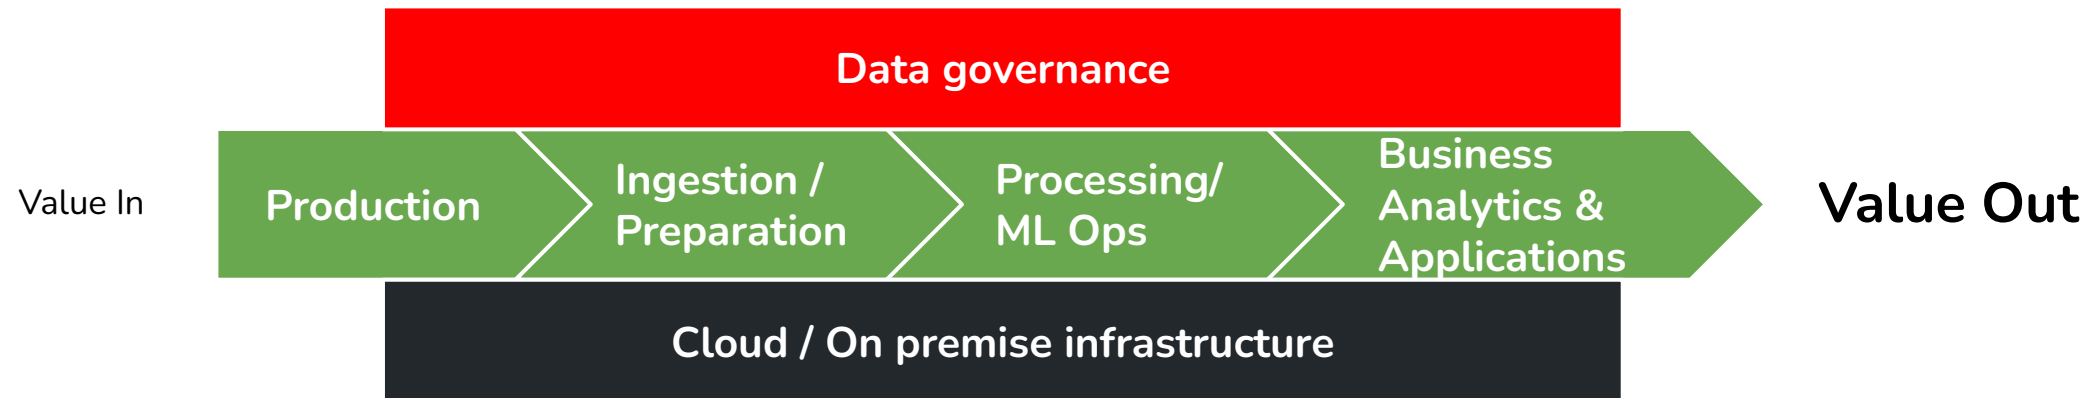 Data governance
Value In
Production
Ingestion /
Preparation
Processing/
ML Ops
Business
Analytics &
Applications
Value Out
Cloud / On premise infrastructure